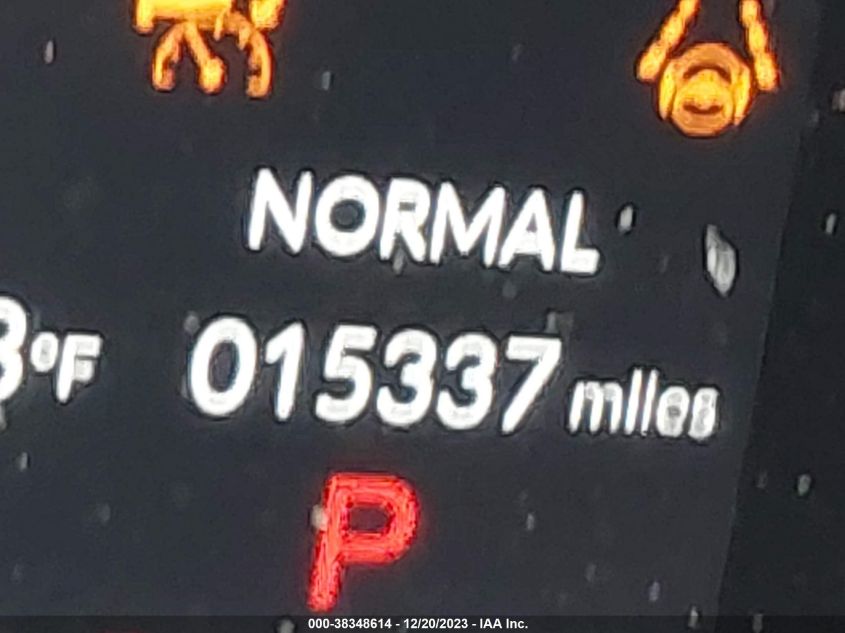 NORMAL
°F 015337 miles
P
000-38348614 - 12/20/2023 - IAA Inc.